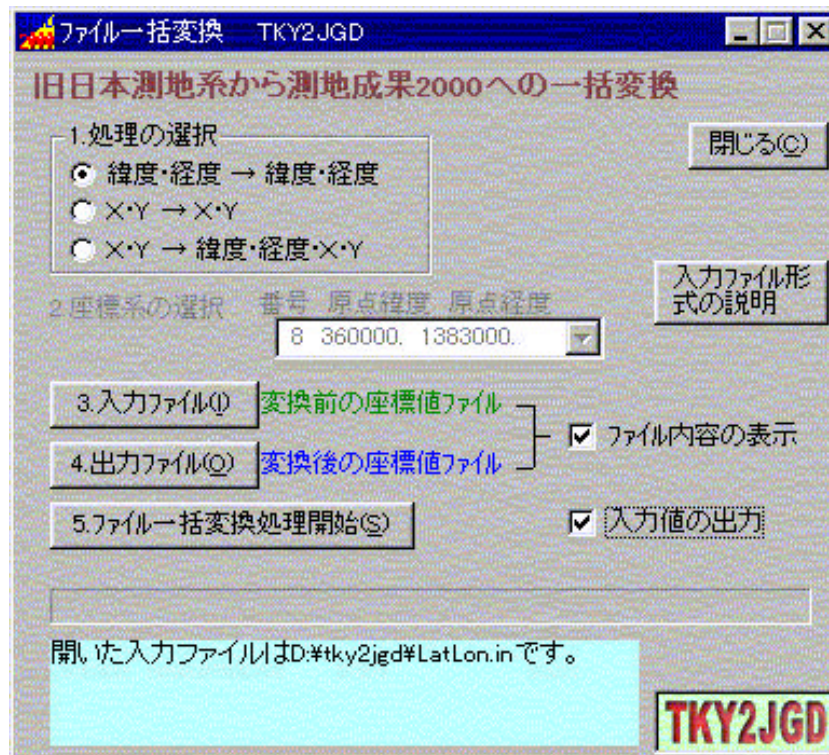 ファイル一括変換 TKY2JGD
旧日本測地系から測地成果2000への一括変換
1.処理の選択
緯度・経度 → 緯度・経度
X・Y → X・Y
X・Y → 緯度・経度・X・Y
閉じる(C)
入力ファイル形
式の説明
2.座標系の選択 番号 原点緯度 原点経度
8 360000. 1383000.
3.入力ファイル(I) 変換前の座標値ファイル
ファイル内容の表示
4.出力ファイル(O) 変換後の座標値ファイル
5.ファイル一括変換処理開始(S)
入力値の出力
開いた入力ファイルはD:¥tky2jgd¥LatLon.inです。
TKY2JGD